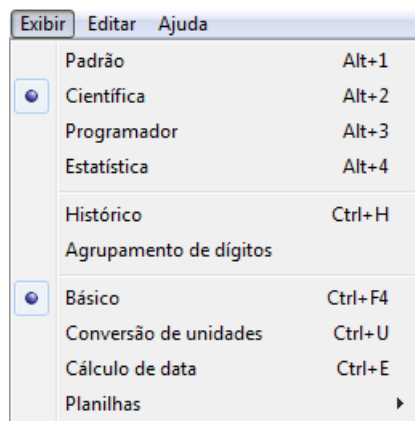 Exibir Editar Ajuda
Padrão Alt+1
Científica Alt+2
Programador Alt+3
Estatística Alt+4
Histórico Ctrl+H
Agrupamento de dígitos
Básico Ctrl+F4
Conversão de unidades Ctrl+U
Cálculo de data Ctrl+E
Planilhas